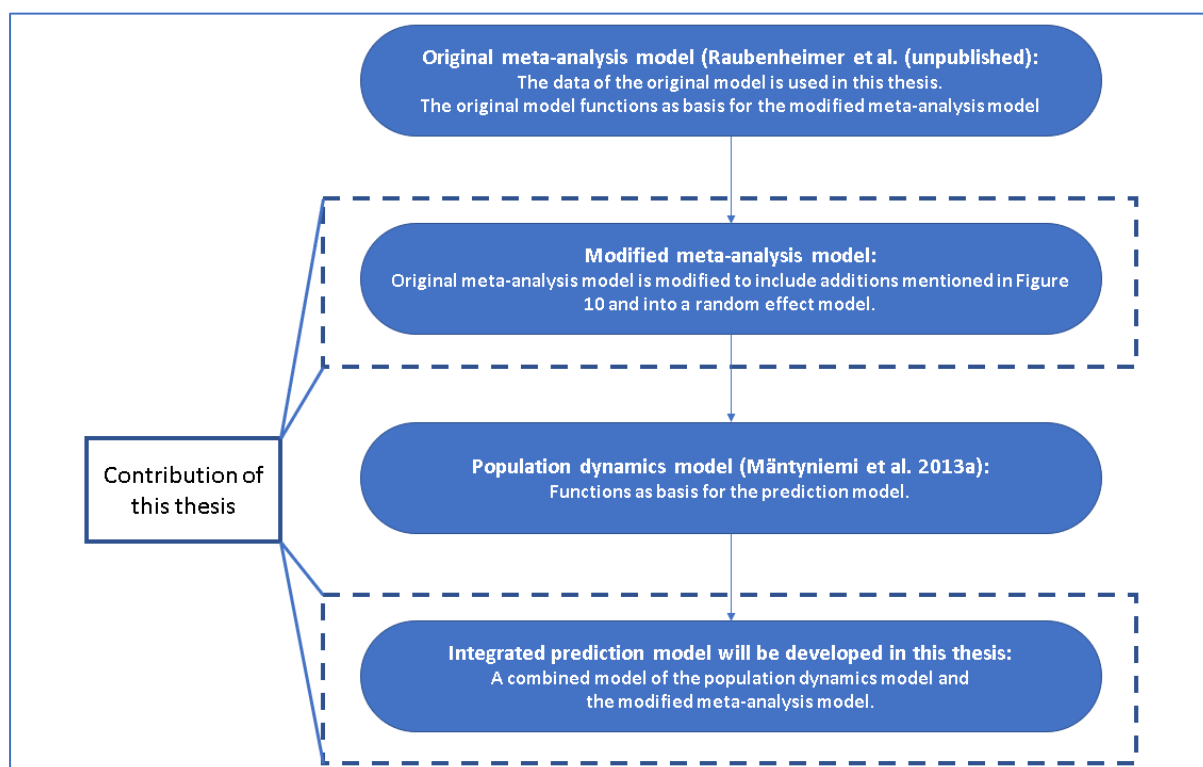 Original meta-analysis model (Raubenheimer et al. (unpublished):
The data of the original model is used in this thesis.
The original model functions as basis for the modified meta-analysis model
Modified meta-analysis model:
Original meta-analysis model is modified to include additions mentioned in Figure
10 and into a random effect model.
Contribution of
this thesis
Population dynamics model (Mäntyniemi et al. 2013a):
Functions as basis for the prediction model.
Integrated prediction model will be developed in this thesis:
A combined model of the population dynamics model and
the modified meta-analysis model.